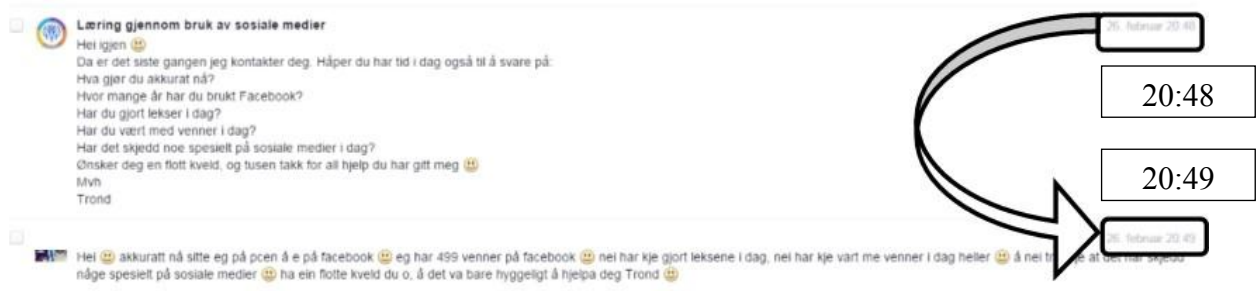 Læring gjennom bruk av sosiale medier
26. februar 20:48
Hei igjen
Da er det siste gangen jeg kontakter deg. Håper du har tid i dag også til å svare på:
Hva gjør du akkurat nå?
Hvor mange år har du brukt Facebook?
Har du gjort lekser i dag?
Har du vært med venner i dag?
Har det skjedd noe spesielt på sosiale medier i dag?
Ønsker deg en flott kveld, og tusen takk for all hjelp du har gitt meg
Mvh
Trond
20:48
20:49
26. februar 20:49
Hei akkuratt nå sitte eg på pcen å e på facebook eg har 499 venner på facebook nei har kje gjort leksene i dag, nei har kje vart me venner i dag heller å nei at det har skjedd
någe spesielt på sosiale medier ha ein flotte kveld du o, å det va bare hyggeligt å hjelpa deg Trond